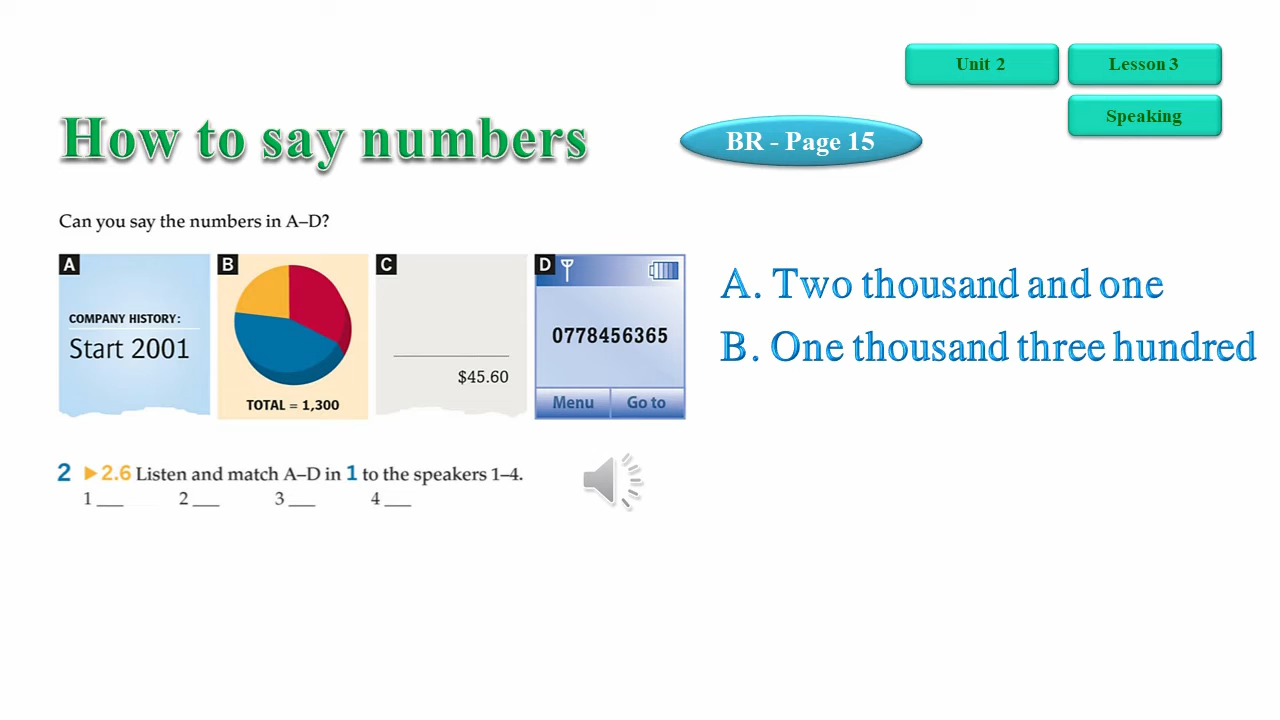 Unit 2
Lesson 3
Speaking
How to say numbers
BR - Page 15
Can you say the numbers in A–D?
A
COMPANY HISTORY:
Start 2001
B
TOTAL = 1,300
C
$45.60
D
0778456365
Menu
Go to
A. Two thousand and one
B. One thousand three hundred
2 ▶ 2.6 Listen and match A–D in 1 to the speakers 1–4.
1 ___ 2 ___ 3 ___ 4 ___